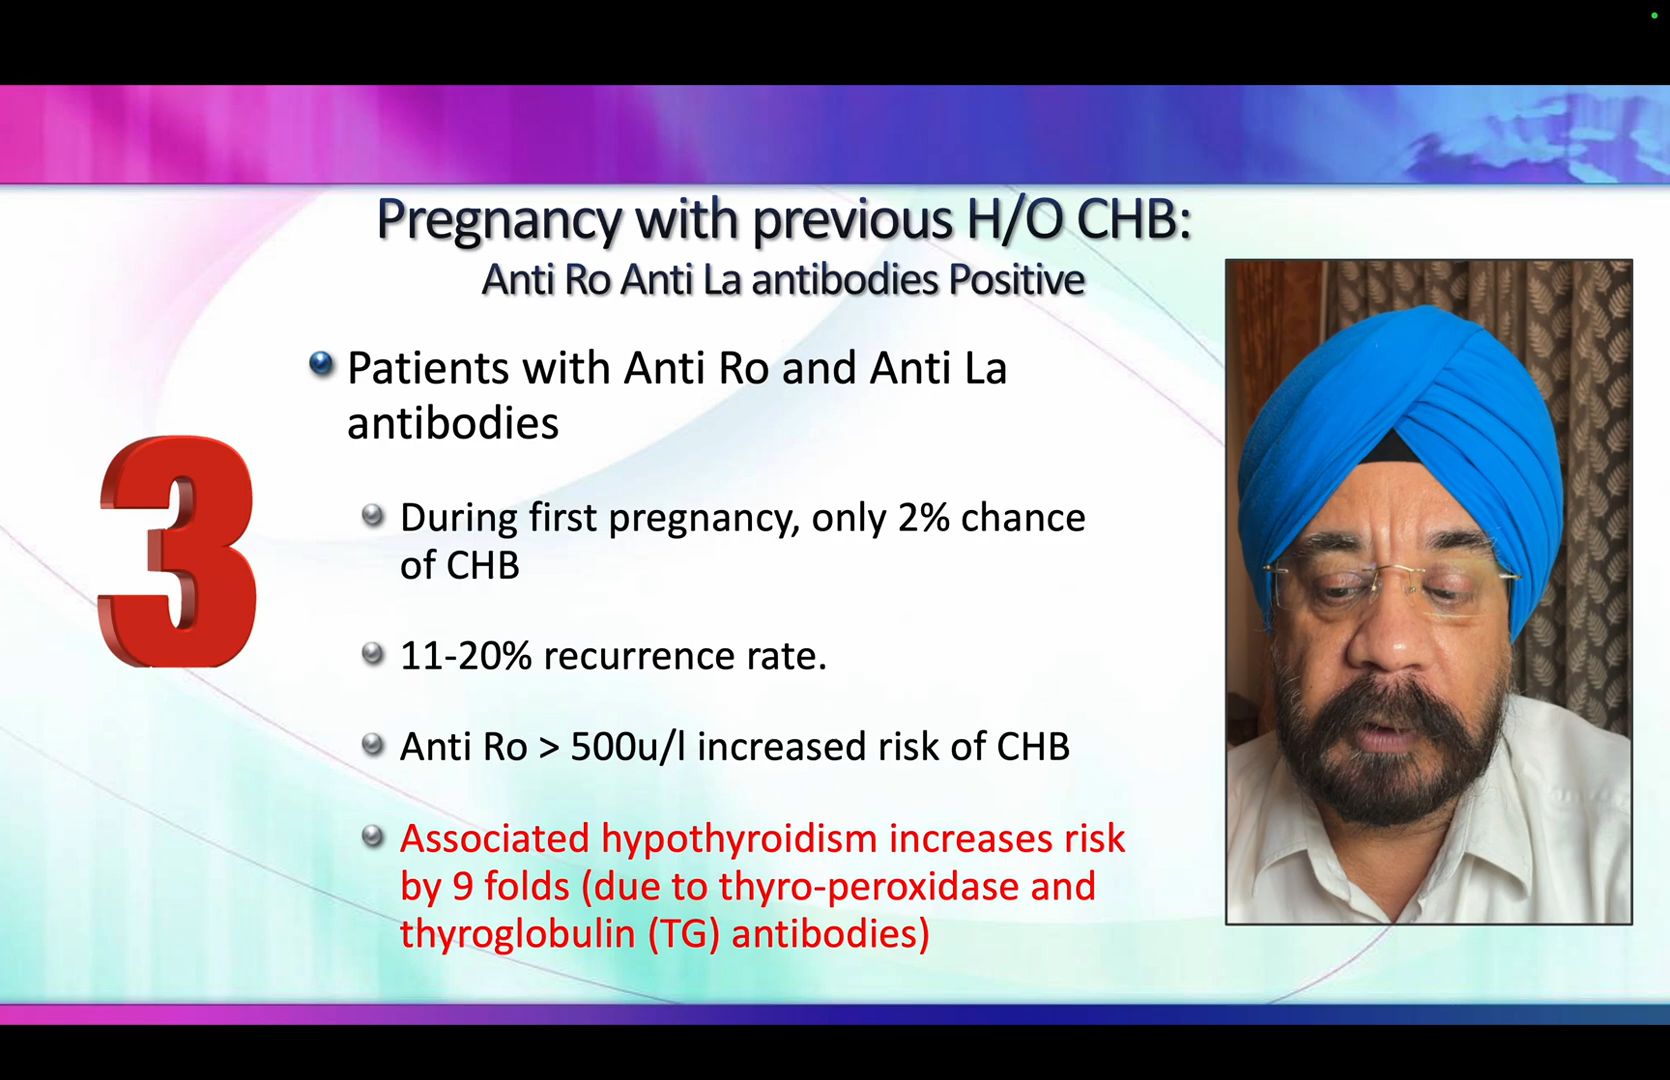 Pregnancy with previous H/O CHB:
Anti Ro Anti La antibodies Positive
Patients with Anti Ro and Anti La
antibodies
3
During first pregnancy, only 2% chance
of CHB
11-20% recurrence rate.
Anti Ro > 500u/l increased risk of CHB
Associated hypothyroidism increases risk
by 9 folds (due to thyro-peroxidase and
thyroglobulin (TG) antibodies)